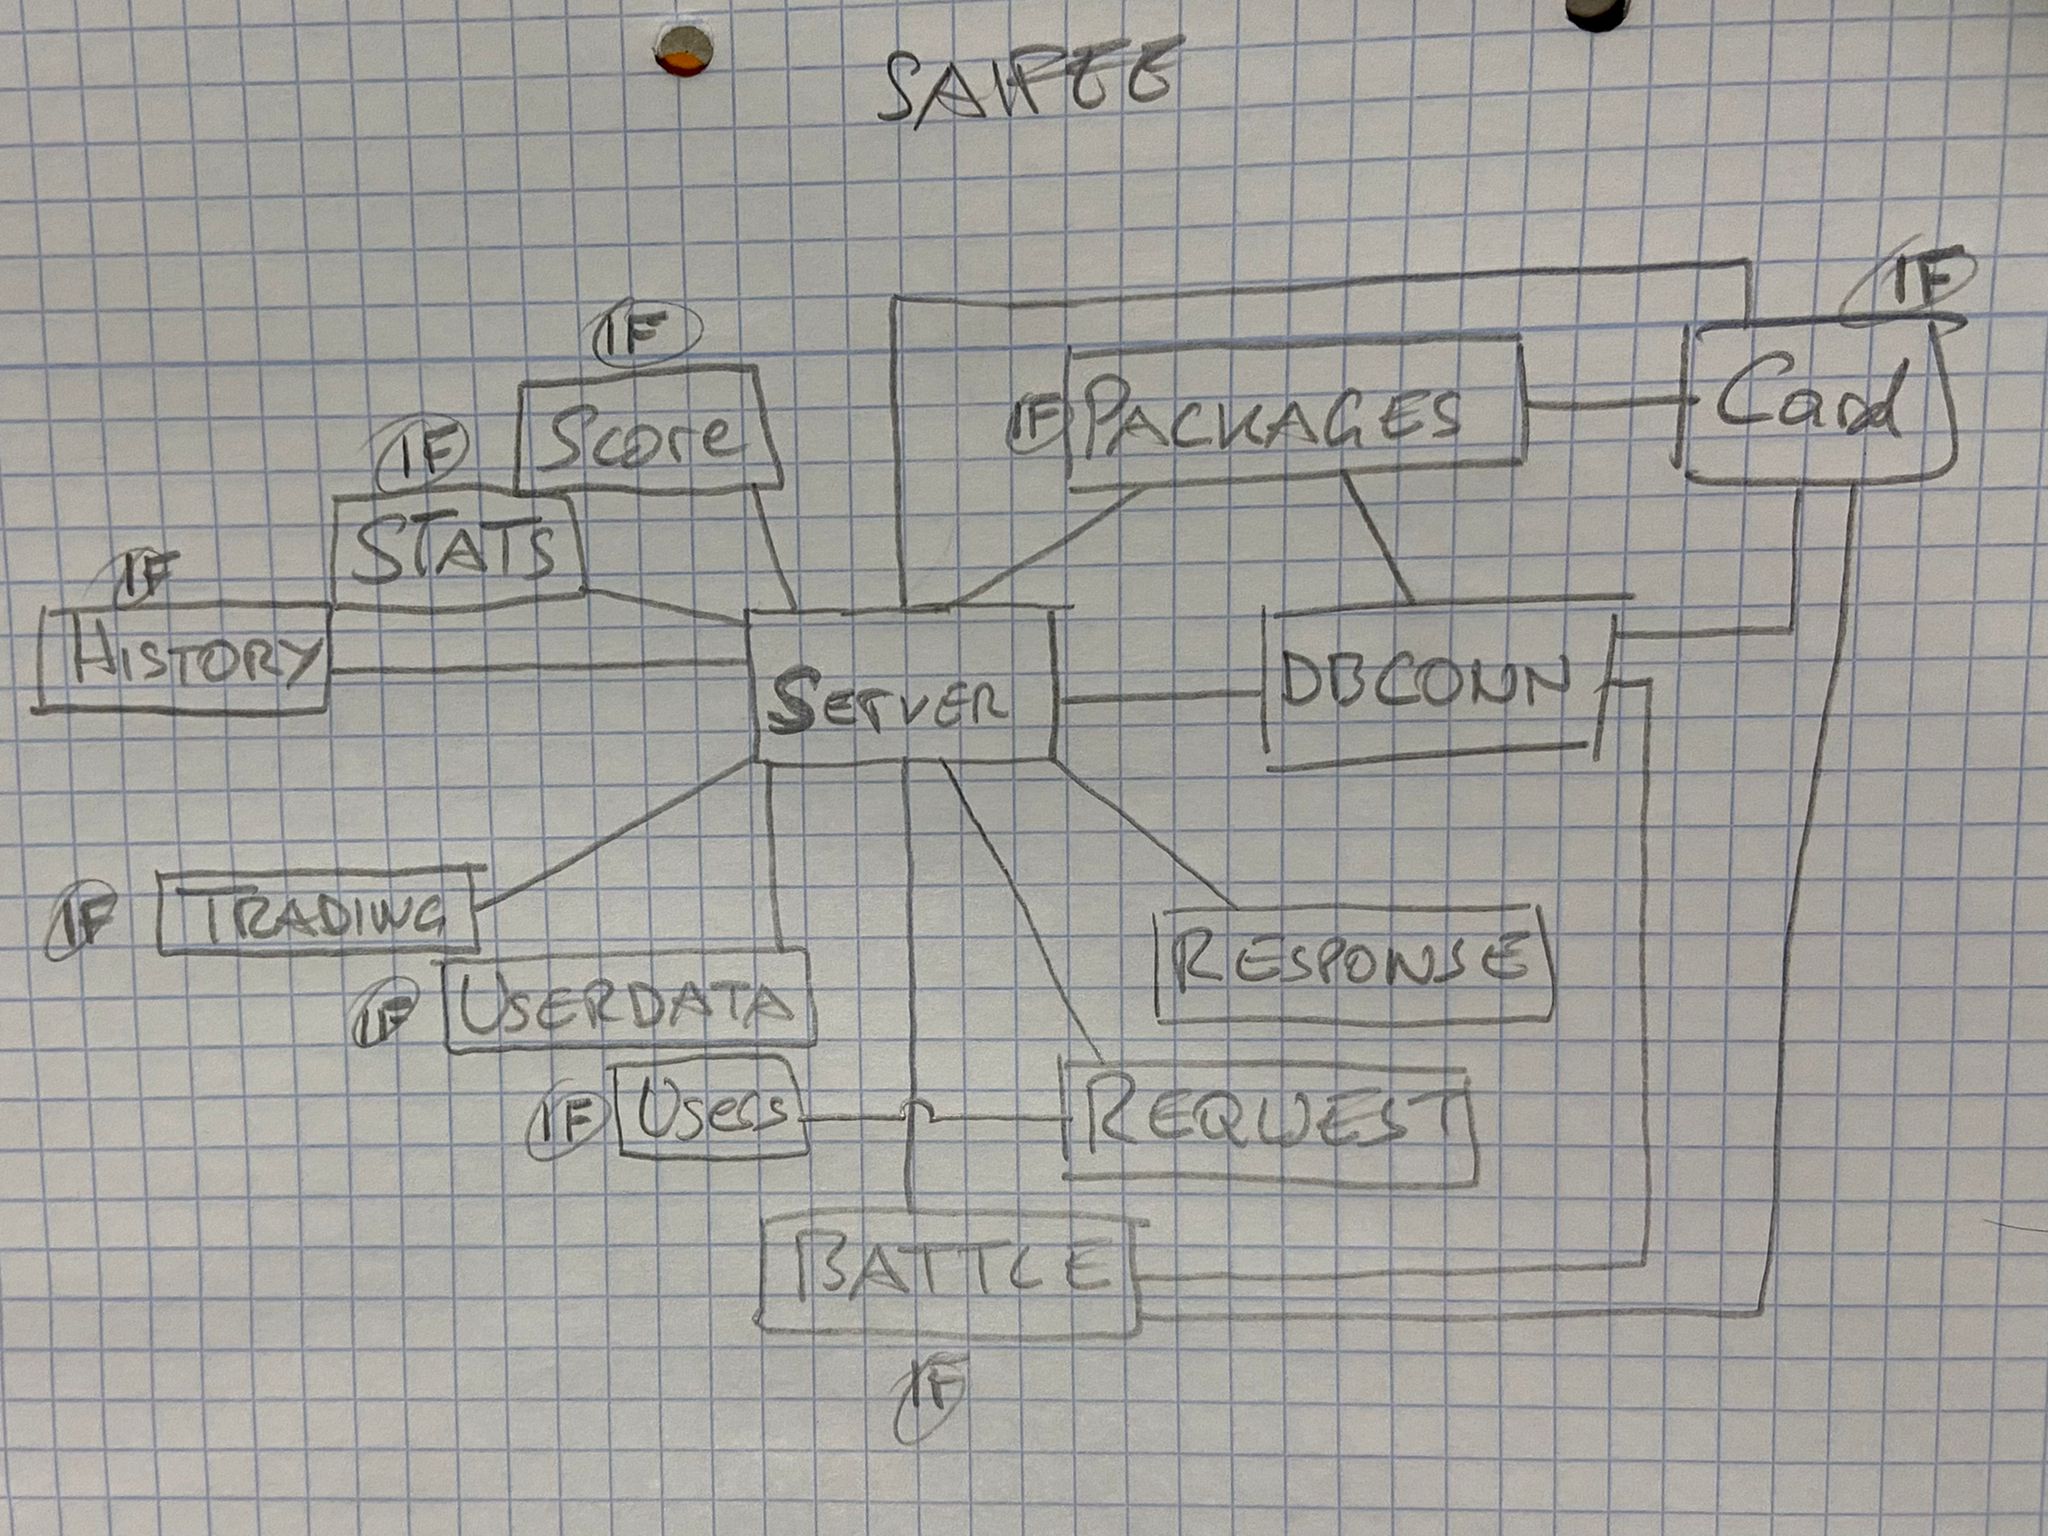 IF
IF
Score
IF
PACKAGES
Card
IF
STATS
IF
HISTORY
SERVER
DBCONN
IF
TRADING
RESPONSE
IF
USERDATA
IF
Users
REQUEST
BATTLE
IF